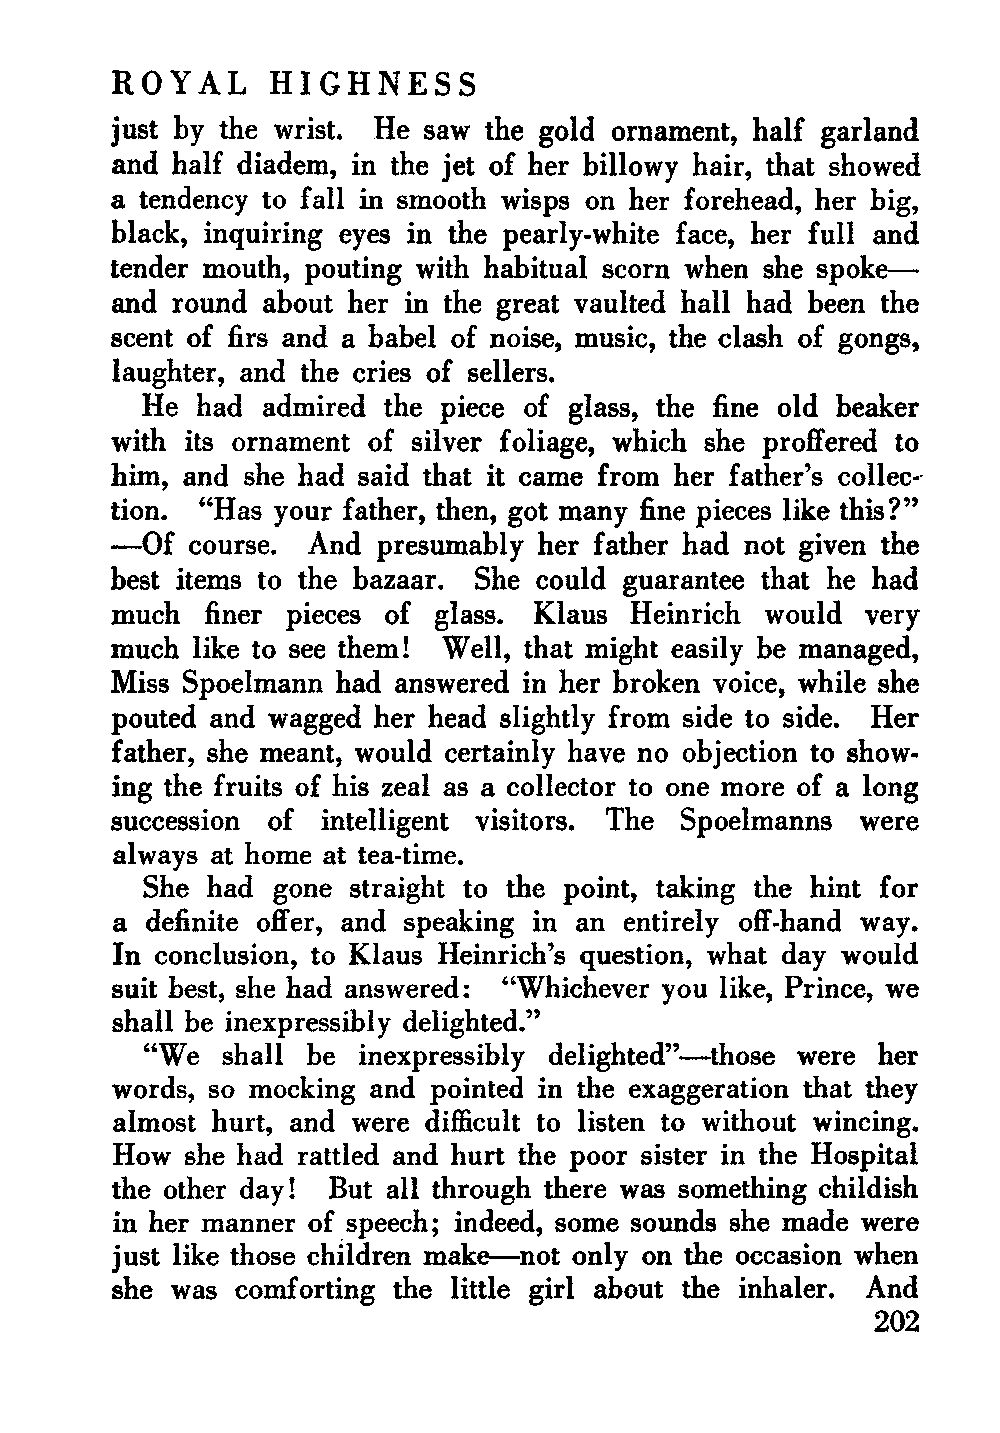 ROYAL HIGHNESS
just by the wrist. He saw the gold ornament, half garland
and half diadem, in the jet of her billowy hair, that showed
a tendency to fall in smooth wisps on her forehead, her big,
black, inquiring eyes in the pearly-white face, her full and
tender mouth, pouting with habitual scorn when she spoke—
and round about her in the great vaulted hall had been the
scent of firs and a babel of noise, music, the clash of gongs,
laughter, and the cries of sellers.
He had admired the piece of glass, the fine old beaker
with its ornament of silver foliage, which she proffered to
him, and she had said that it came from her father's collec-
tion. “Has your father, then, got many fine pieces like this?”
—Of course. And presumably her father had not given the
best items to the bazaar. She could guarantee that he had
much finer pieces of glass. Klaus Heinrich would very
much like to see them! Well, that might easily be managed,
Miss Spoelmann had answered in her broken voice, while she
pouted and wagged her head slightly from side to side. Her
father, she meant, would certainly have no objection to show-
ing the fruits of his zeal as a collector to one more of a long
succession of intelligent visitors. The Spoelmanns were
always at home at tea-time.
She had gone straight to the point, taking the hint for
a definite offer, and speaking in an entirely off-hand way.
In conclusion, to Klaus Heinrich's question, what day would
suit best, she had answered: “Whichever you like, Prince, we
shall be inexpressibly delighted.”
“We shall be inexpressibly delighted”—those were her
words, so mocking and pointed in the exaggeration that they
almost hurt, and were difficult to listen to without wincing.
How she had rattled and hurt the poor sister in the Hospital
the other day! But all through there was something childish
in her manner of speech; indeed, some sounds she made were
just like those children make—not only on the occasion when
she was comforting the little girl about the inhaler. And
202